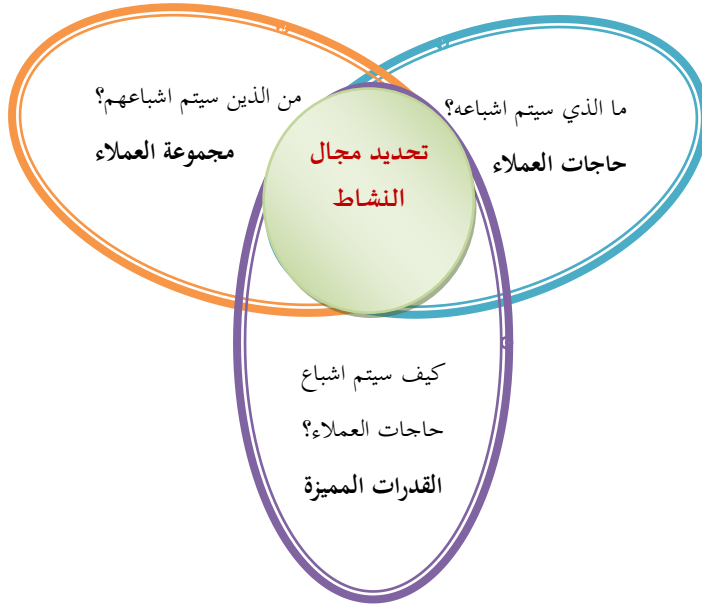 ما الذي سيتم اشباعه؟
حاجات العملاء
من الذين سيتم اشباعهم؟
مجموعة العملاء
تحديد مجال
النشاط
كيف سيتم اشباع
حاجات العملاء؟
القدرات المميزة